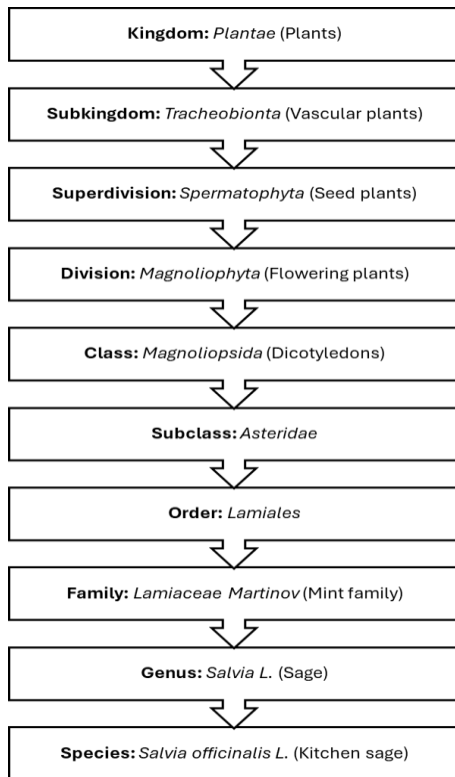 Kingdom: Plantae (Plants)
Subkingdom: Tracheobionta (Vascular plants)
Superdivision: Spermatophyta (Seed plants)
Division: Magnoliophyta (Flowering plants)
Class: Magnoliopsida (Dicotyledons)
Subclass: Asteridae
Order: Lamiales
Family: Lamiaceae Martinov (Mint family)
Genus: Salvia L. (Sage)
Species: Salvia officinalis L. (Kitchen sage)